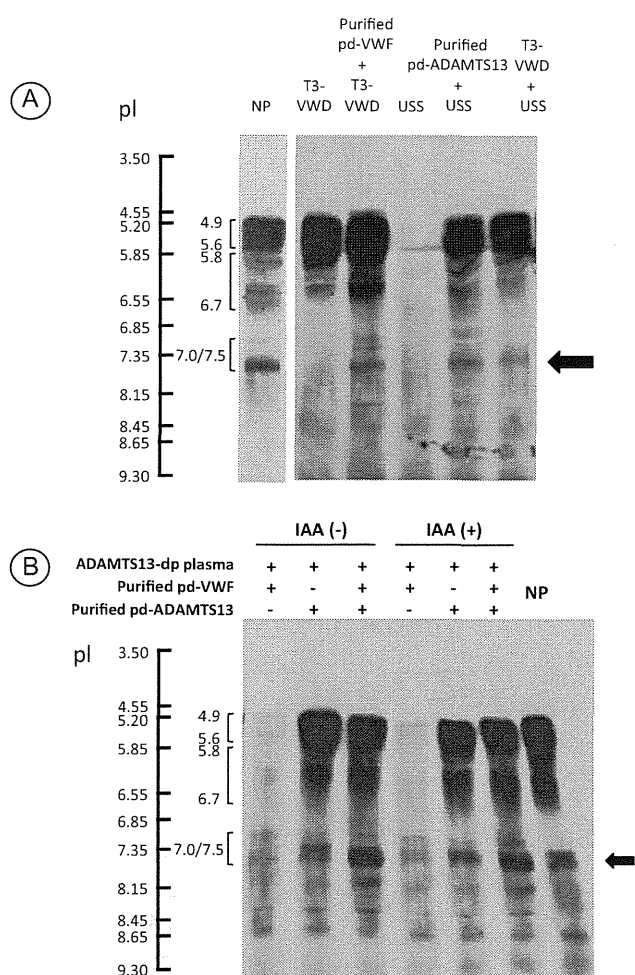 A
pI
NP
T3-
VWD
Purified
pd-VWF
+
T3-
VWD
USS
Purified
pd-ADAMTS13
+
USS
T3-
VWD
+
USS
3.50
4.55
5.20
5.85
6.55
6.85
7.35
8.15
8.45
8.65
9.30
4.9
5.6
5.8
6.7
7.0/7.5
B
IAA (-) IAA (+)
ADAMTS13-dp plasma + + + + + +
Purified pd-VWF + - + + - + NP
Purified pd-ADAMTS13 - + + - + +
pI
3.50
4.55
5.20
5.85
6.55
6.85
7.35
8.15
8.45
8.65
9.30
4.9
5.6
5.8
6.7
7.0/7.5